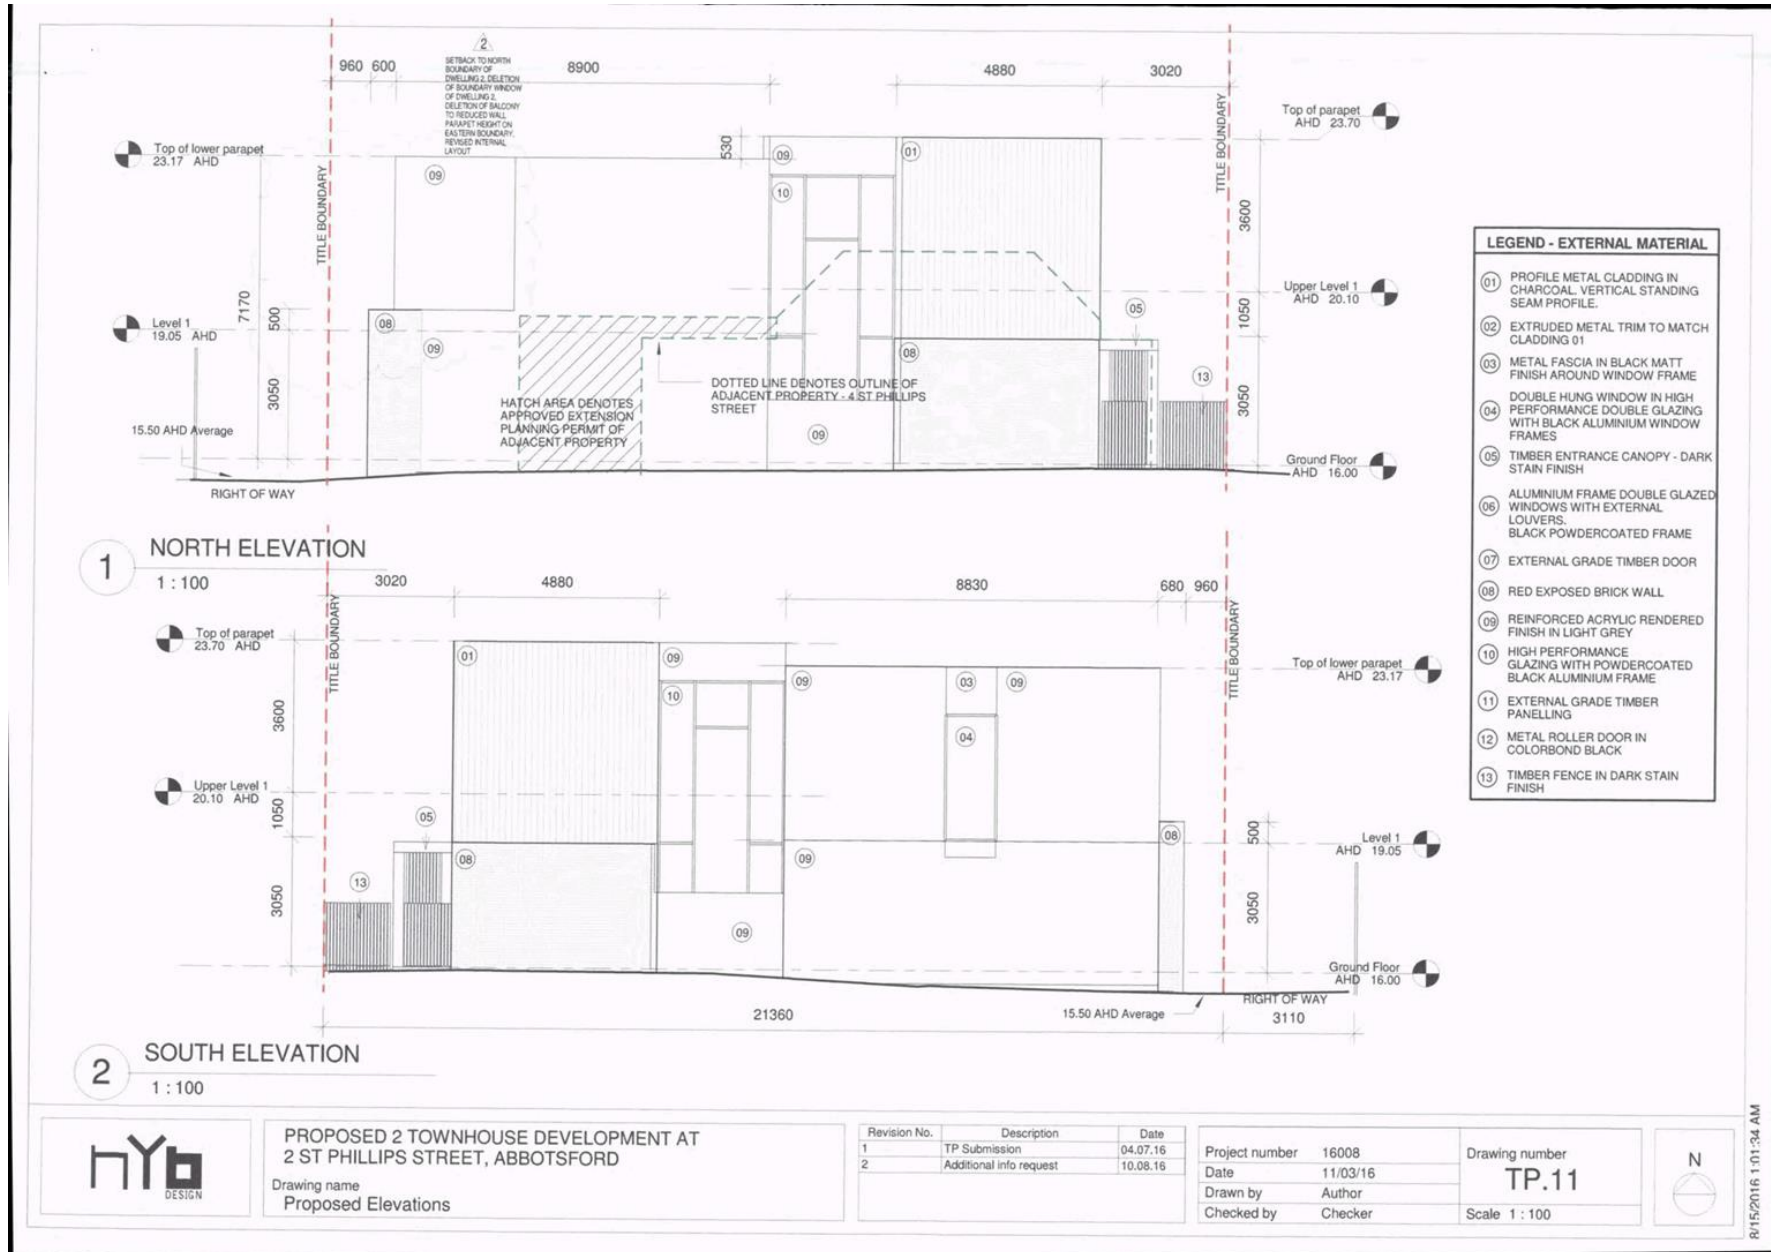 960 600
8900
4880
3020
2
SETBACK TO NORTH
BOUNDARY OF
DWELLING 2, DELETION
OF BOUNDARY WINDOW
OF DWELLING 2,
DELETION OF BALCONY
TO REDUCED WALL
PARAPET HEIGHT ON
EASTERN BOUNDARY,
REVISED INTERNAL
LAYOUT
Top of parapet
AHD 23.70
Top of lower parapet
23.17 AHD
TITLE BOUNDARY
TITLE BOUNDARY
530
09
09
01
10
3600
7170
500
3050
Level 1
19.05 AHD
08
09
Upper Level 1
AHD 20.10
05
1050
08
13
3050
DOTTED LINE DENOTES OUTLINE OF
ADJACENT PROPERTY - 4 ST PHILLIPS
STREET
HATCH AREA DENOTES
APPROVED EXTENSION
PLANNING PERMIT OF
ADJACENT PROPERTY
09
15.50 AHD Average
RIGHT OF WAY
Ground Floor
AHD 16.00
1
NORTH ELEVATION
1 : 100
LEGEND - EXTERNAL MATERIAL
01 PROFILE METAL CLADDING IN
CHARCOAL. VERTICAL STANDING
SEAM PROFILE.
02 EXTRUDED METAL TRIM TO MATCH
CLADDING 01
03 METAL FASCIA IN BLACK MATT
FINISH AROUND WINDOW FRAME
04 DOUBLE HUNG WINDOW IN HIGH
PERFORMANCE DOUBLE GLAZING
WITH BLACK ALUMINIUM WINDOW
FRAMES
05 TIMBER ENTRANCE CANOPY - DARK
STAIN FINISH
06 ALUMINIUM FRAME DOUBLE GLAZED
WINDOWS WITH EXTERNAL
LOUVERS.
BLACK POWDERCOATED FRAME
07 EXTERNAL GRADE TIMBER DOOR
08 RED EXPOSED BRICK WALL
09 REINFORCED ACRYLIC RENDERED
FINISH IN LIGHT GREY
10 HIGH PERFORMANCE
GLAZING WITH POWDERCOATED
BLACK ALUMINIUM FRAME
11 EXTERNAL GRADE TIMBER
PANELLING
12 METAL ROLLER DOOR IN
COLORBOND BLACK
13 TIMBER FENCE IN DARK STAIN
FINISH
3020
4880
8830
680 960
Top of parapet
23.70 AHD
TITLE BOUNDARY
TITLE BOUNDARY
01
09
10
09
03
09
04
Top of lower parapet
AHD 23.17
3600
Upper Level 1
20.10 AHD
1050
05
08
09
08
500
Level 1
AHD 19.05
13
3050
09
3050
Ground Floor
AHD 16.00
RIGHT OF WAY
15.50 AHD Average
21360
3110
2
SOUTH ELEVATION
1 : 100
hYb
DESIGN
PROPOSED 2 TOWNHOUSE DEVELOPMENT AT
2 ST PHILLIPS STREET, ABBOTSFORD
Drawing name
Proposed Elevations
Revision No. Description Date
1 TP Submission 04.07.16
2 Additional info request 10.08.16
Project number 16008
Date 11/03/16
Drawn by Author
Checked by Checker
Drawing number
TP.11
Scale 1 : 100
N
8/15/2016 1:01:34 AM